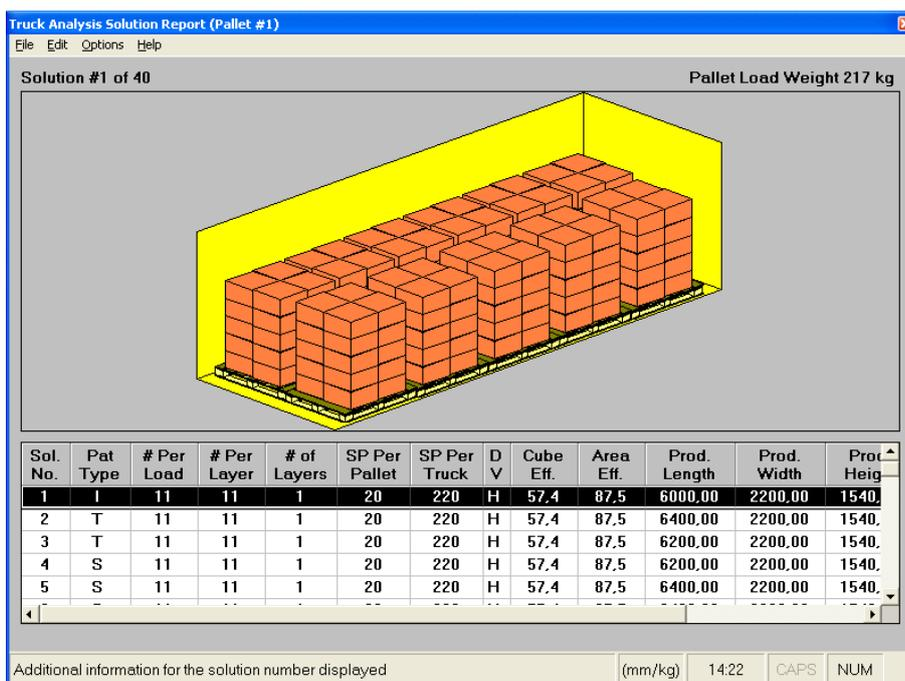 Truck Analysis Solution Report (Pallet #1)
File Edit Options Help
Solution #1 of 40 Pallet Load Weight 217 kg
Sol. No. Pat Type # Per Load # Per Layer # of Layers SP Per Pallet SP Per Truck D V Cube Eff. Area Eff. Prod. Length Prod. Width Prod Heig
1 I 11 11 1 20 220 H 57,4 87,5 6000,00 2200,00 1540,
2 T 11 11 1 20 220 H 57,4 87,5 6400,00 2200,00 1540,
3 T 11 11 1 20 220 H 57,4 87,5 6200,00 2200,00 1540,
4 S 11 11 1 20 220 H 57,4 87,5 6200,00 2200,00 1540,
5 S 11 11 1 20 220 H 57,4 87,5 6400,00 2200,00 1540,
Additional information for the solution number displayed (mm/kg) 14:22 CAPS NUM